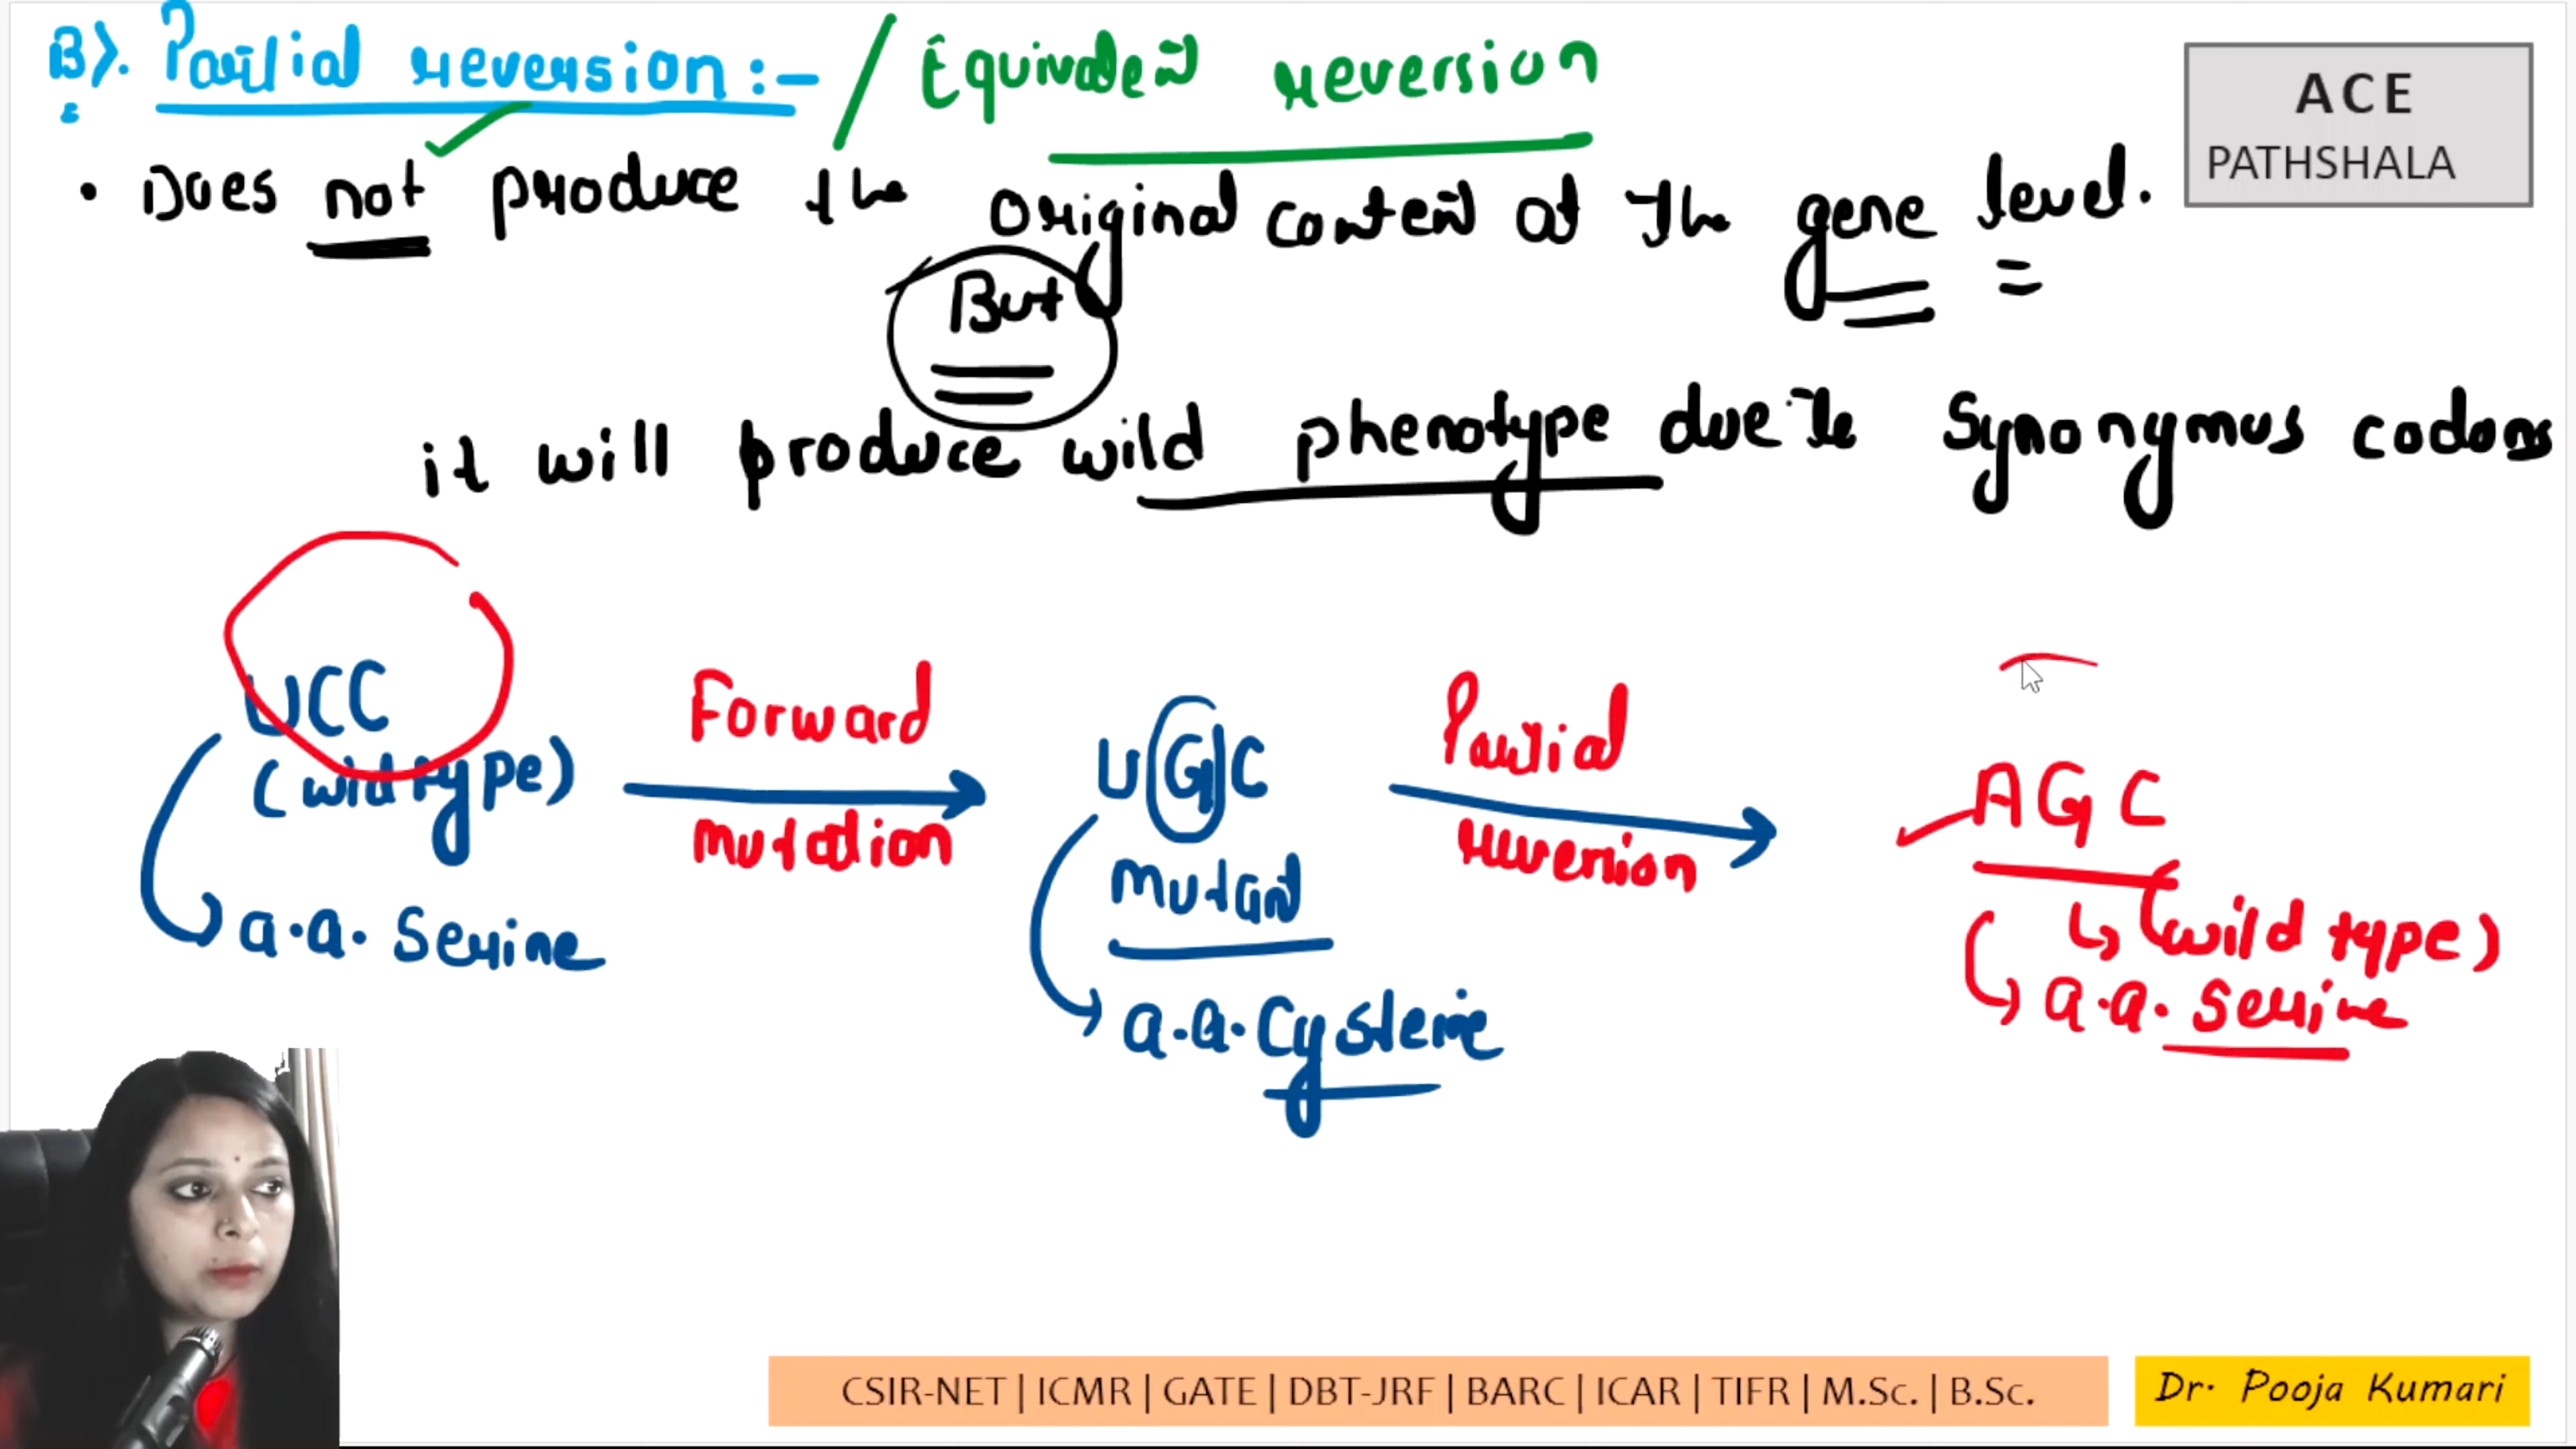 B). Partial reversion :- / Equivalent reversion
ACE
PATHSHALA
• Does not produce the original content at the gene level.
But
it will produce wild phenotype due to Synonymus codons
UCC
(wildtype)
a.a. Serine
Forward
mutation
UGC
mutant
a.a. Cysteine
Partial
reversion
AGC
(wild type)
a.a. Serine
CSIR-NET | ICMR | GATE | DBT-JRF | BARC | ICAR | TIFR | M.Sc. | B.Sc.
Dr. Pooja Kumari